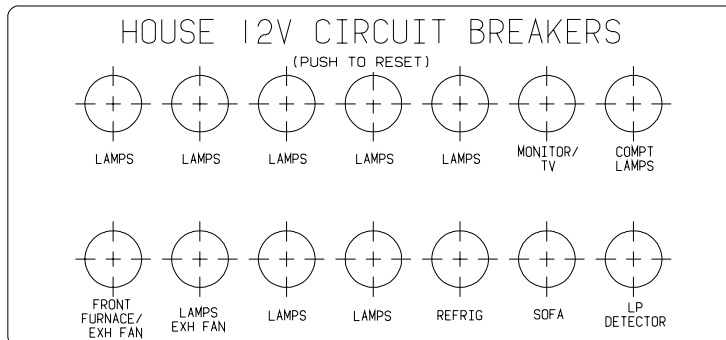 HOUSE 12V CIRCUIT BREAKERS
(PUSH TO RESET)
LAMPS
LAMPS
LAMPS
LAMPS
LAMPS
MONITOR/
TV
COMPT
LAMPS
FRONT
FURNACE/
EXH FAN
LAMPS
EXH FAN
LAMPS
LAMPS
REFRIG
SOFA
LP
DETECTOR